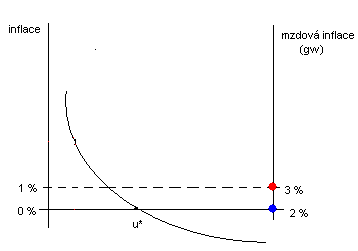 inflace
mzdová inflace
(gw)
1 %
3 %
0 %
2 %
u*